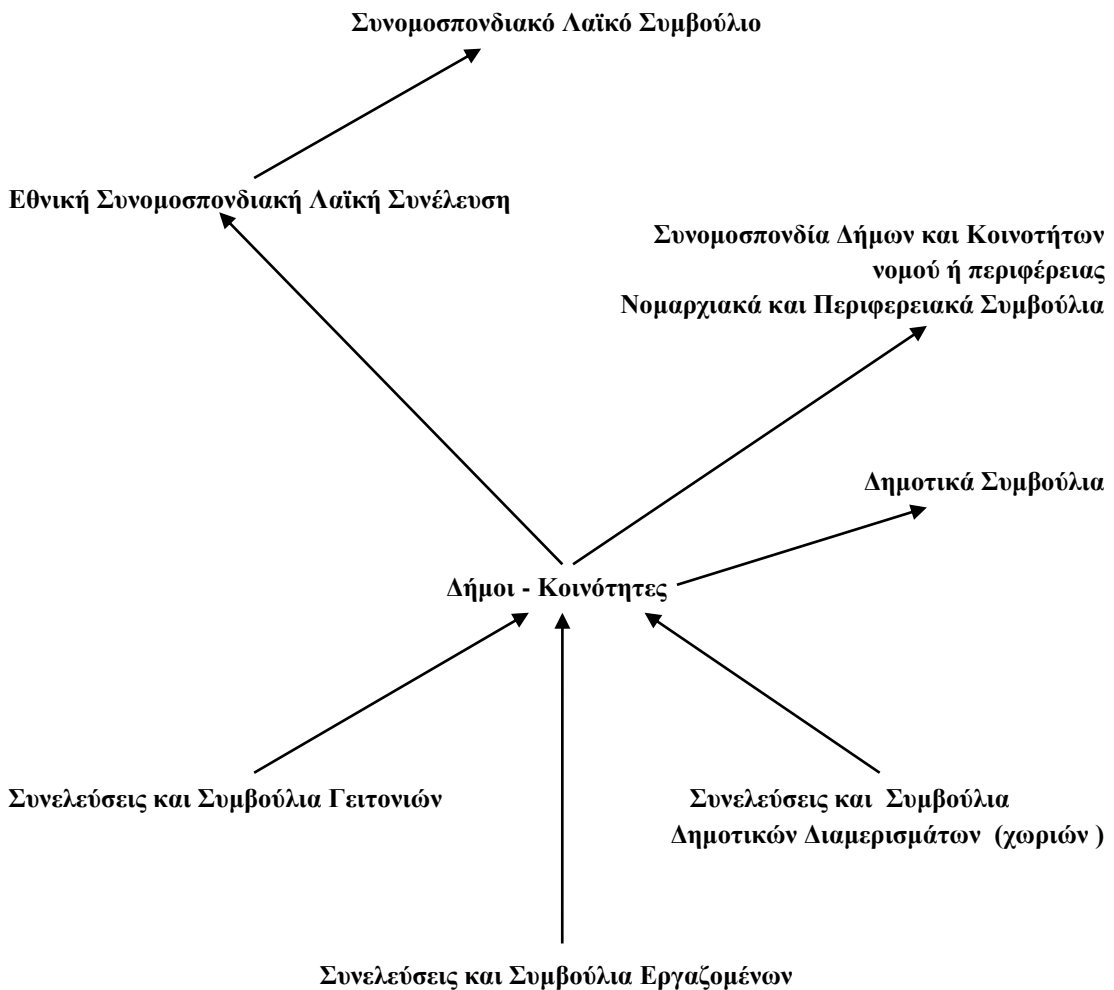 Συνομοσπονδιακό Λαϊκό Συμβούλιο
Εθνική Συνομοσπονδιακή Λαϊκή Συνέλευση
Συνομοσπονδία Δήμων και Κοινοτήτων
νομού ή περιφέρειας
Νομαρχιακά και Περιφερειακά Συμβούλια
Δημοτικά Συμβούλια
Δήμοι - Κοινότητες
Συνελεύσεις και Συμβούλια Γειτονιών
Συνελεύσεις και Συμβούλια
Δημοτικών Διαμερισμάτων (χωριών )
Συνελεύσεις και Συμβούλια Εργαζομένων